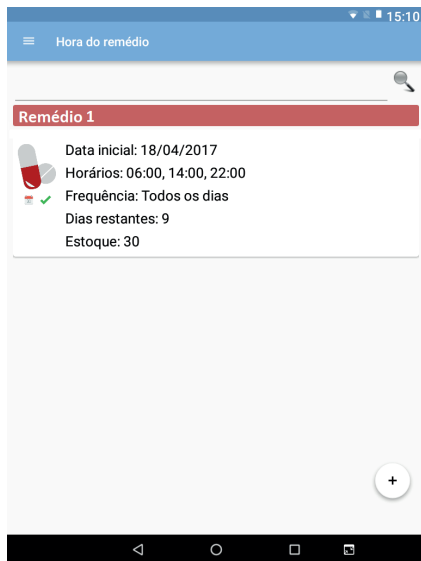 15:10
Hora do remédio
Remédio 1
Data inicial: 18/04/2017
Horários: 06:00, 14:00, 22:00
Frequência: Todos os dias
Dias restantes: 9
Estoque: 30
+